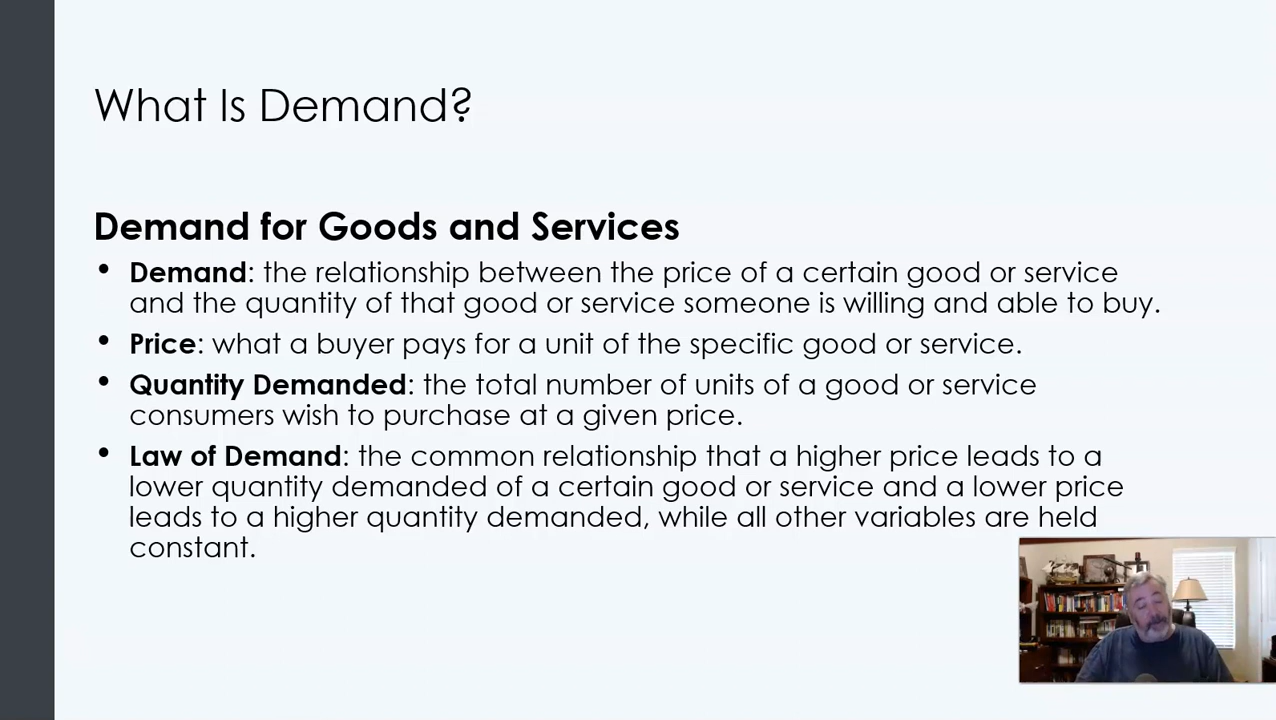 What Is Demand?
Demand for Goods and Services
• Demand: the relationship between the price of a certain good or service
and the quantity of that good or service someone is willing and able to buy.
• Price: what a buyer pays for a unit of the specific good or service.
• Quantity Demanded: the total number of units of a good or service
consumers wish to purchase at a given price.
• Law of Demand: the common relationship that a higher price leads to a
lower quantity demanded of a certain good or service and a lower price
leads to a higher quantity demanded, while all other variables are held
constant.